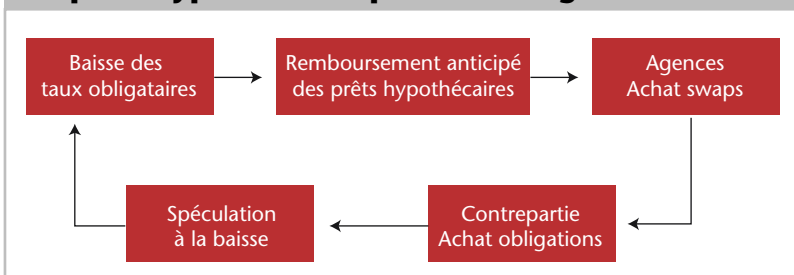 Baisse des
taux obligataires
Remboursement anticipé
des prêts hypothécaires
Agences
Achat swaps
Spéculation
à la baisse
Contrepartie
Achat obligations